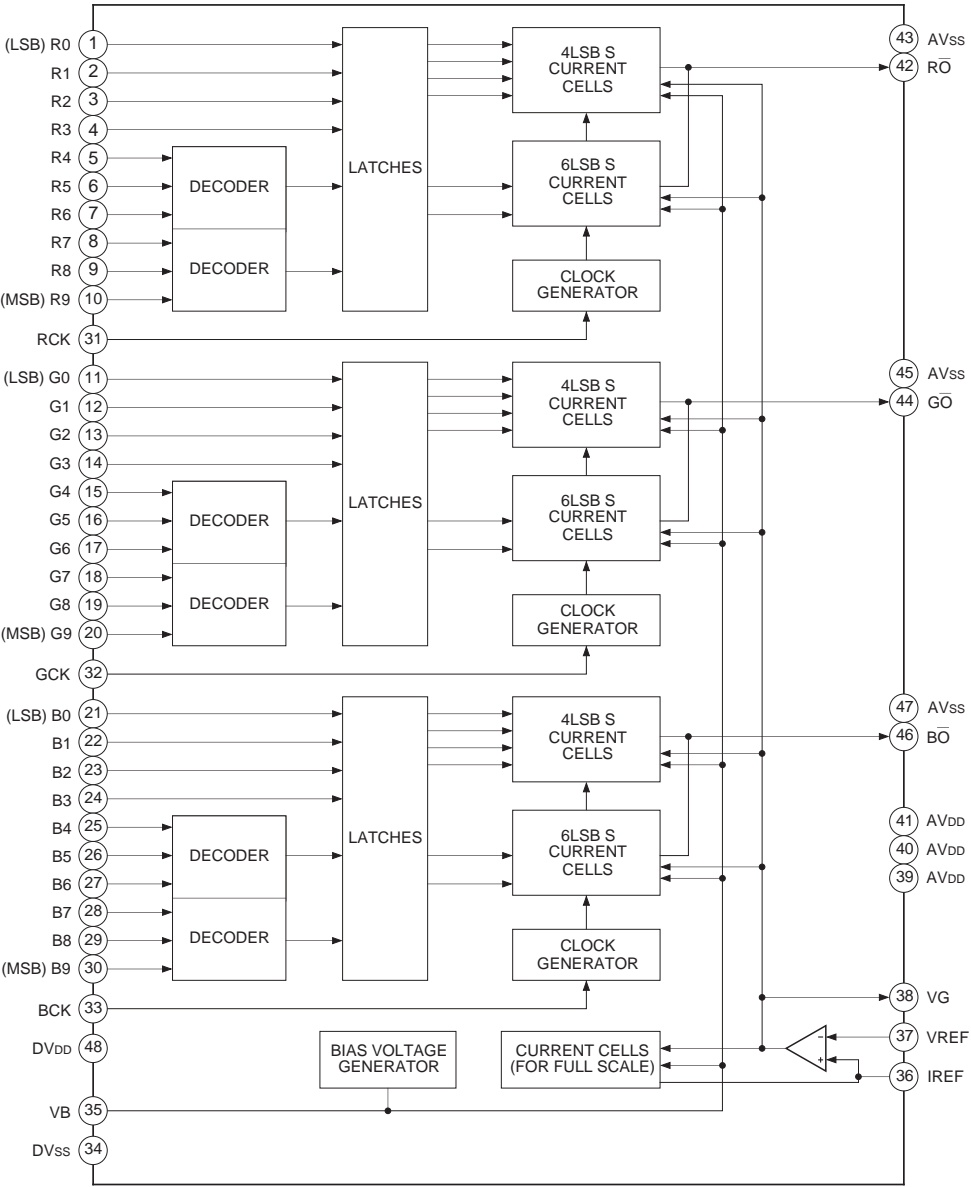 (LSB) R0 1
R1 2
R2 3
R3 4
R4 5
R5 6
R6 7
R7 8
R8 9
(MSB) R9 10
RCK 31
DECODER
DECODER
LATCHES
4LSB S
CURRENT
CELLS
6LSB S
CURRENT
CELLS
CLOCK
GENERATOR
43 AVss
42 RO̅
(LSB) G0 11
G1 12
G2 13
G3 14
G4 15
G5 16
G6 17
G7 18
G8 19
(MSB) G9 20
GCK 32
DECODER
DECODER
LATCHES
4LSB S
CURRENT
CELLS
6LSB S
CURRENT
CELLS
CLOCK
GENERATOR
45 AVss
44 GO̅
(LSB) B0 21
B1 22
B2 23
B3 24
B4 25
B5 26
B6 27
B7 28
B8 29
(MSB) B9 30
BCK 33
DECODER
DECODER
LATCHES
4LSB S
CURRENT
CELLS
6LSB S
CURRENT
CELLS
CLOCK
GENERATOR
47 AVss
46 BO̅
41 AVDD
40 AVDD
39 AVDD
38 VG
37 VREF
36 IREF
DVDD 48
VB 35
DVss 34
BIAS VOLTAGE
GENERATOR
CURRENT CELLS
(FOR FULL SCALE)
-
+